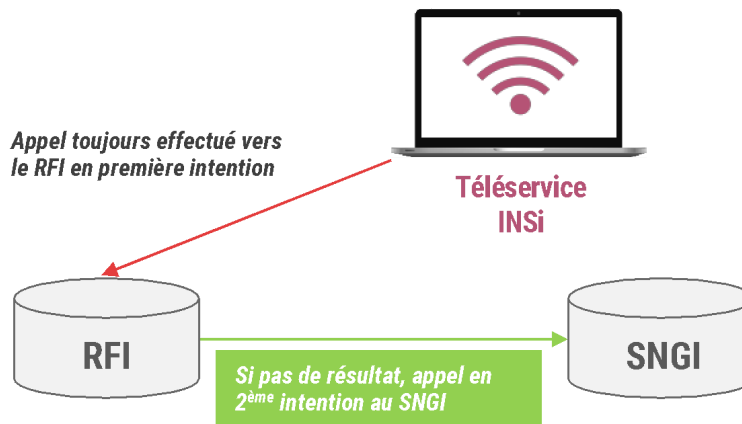 Appel toujours effectué vers
le RFI en première intention
Téléservice
INSi
RFI
SNGI
Si pas de résultat, appel en
2ème intention au SNGI